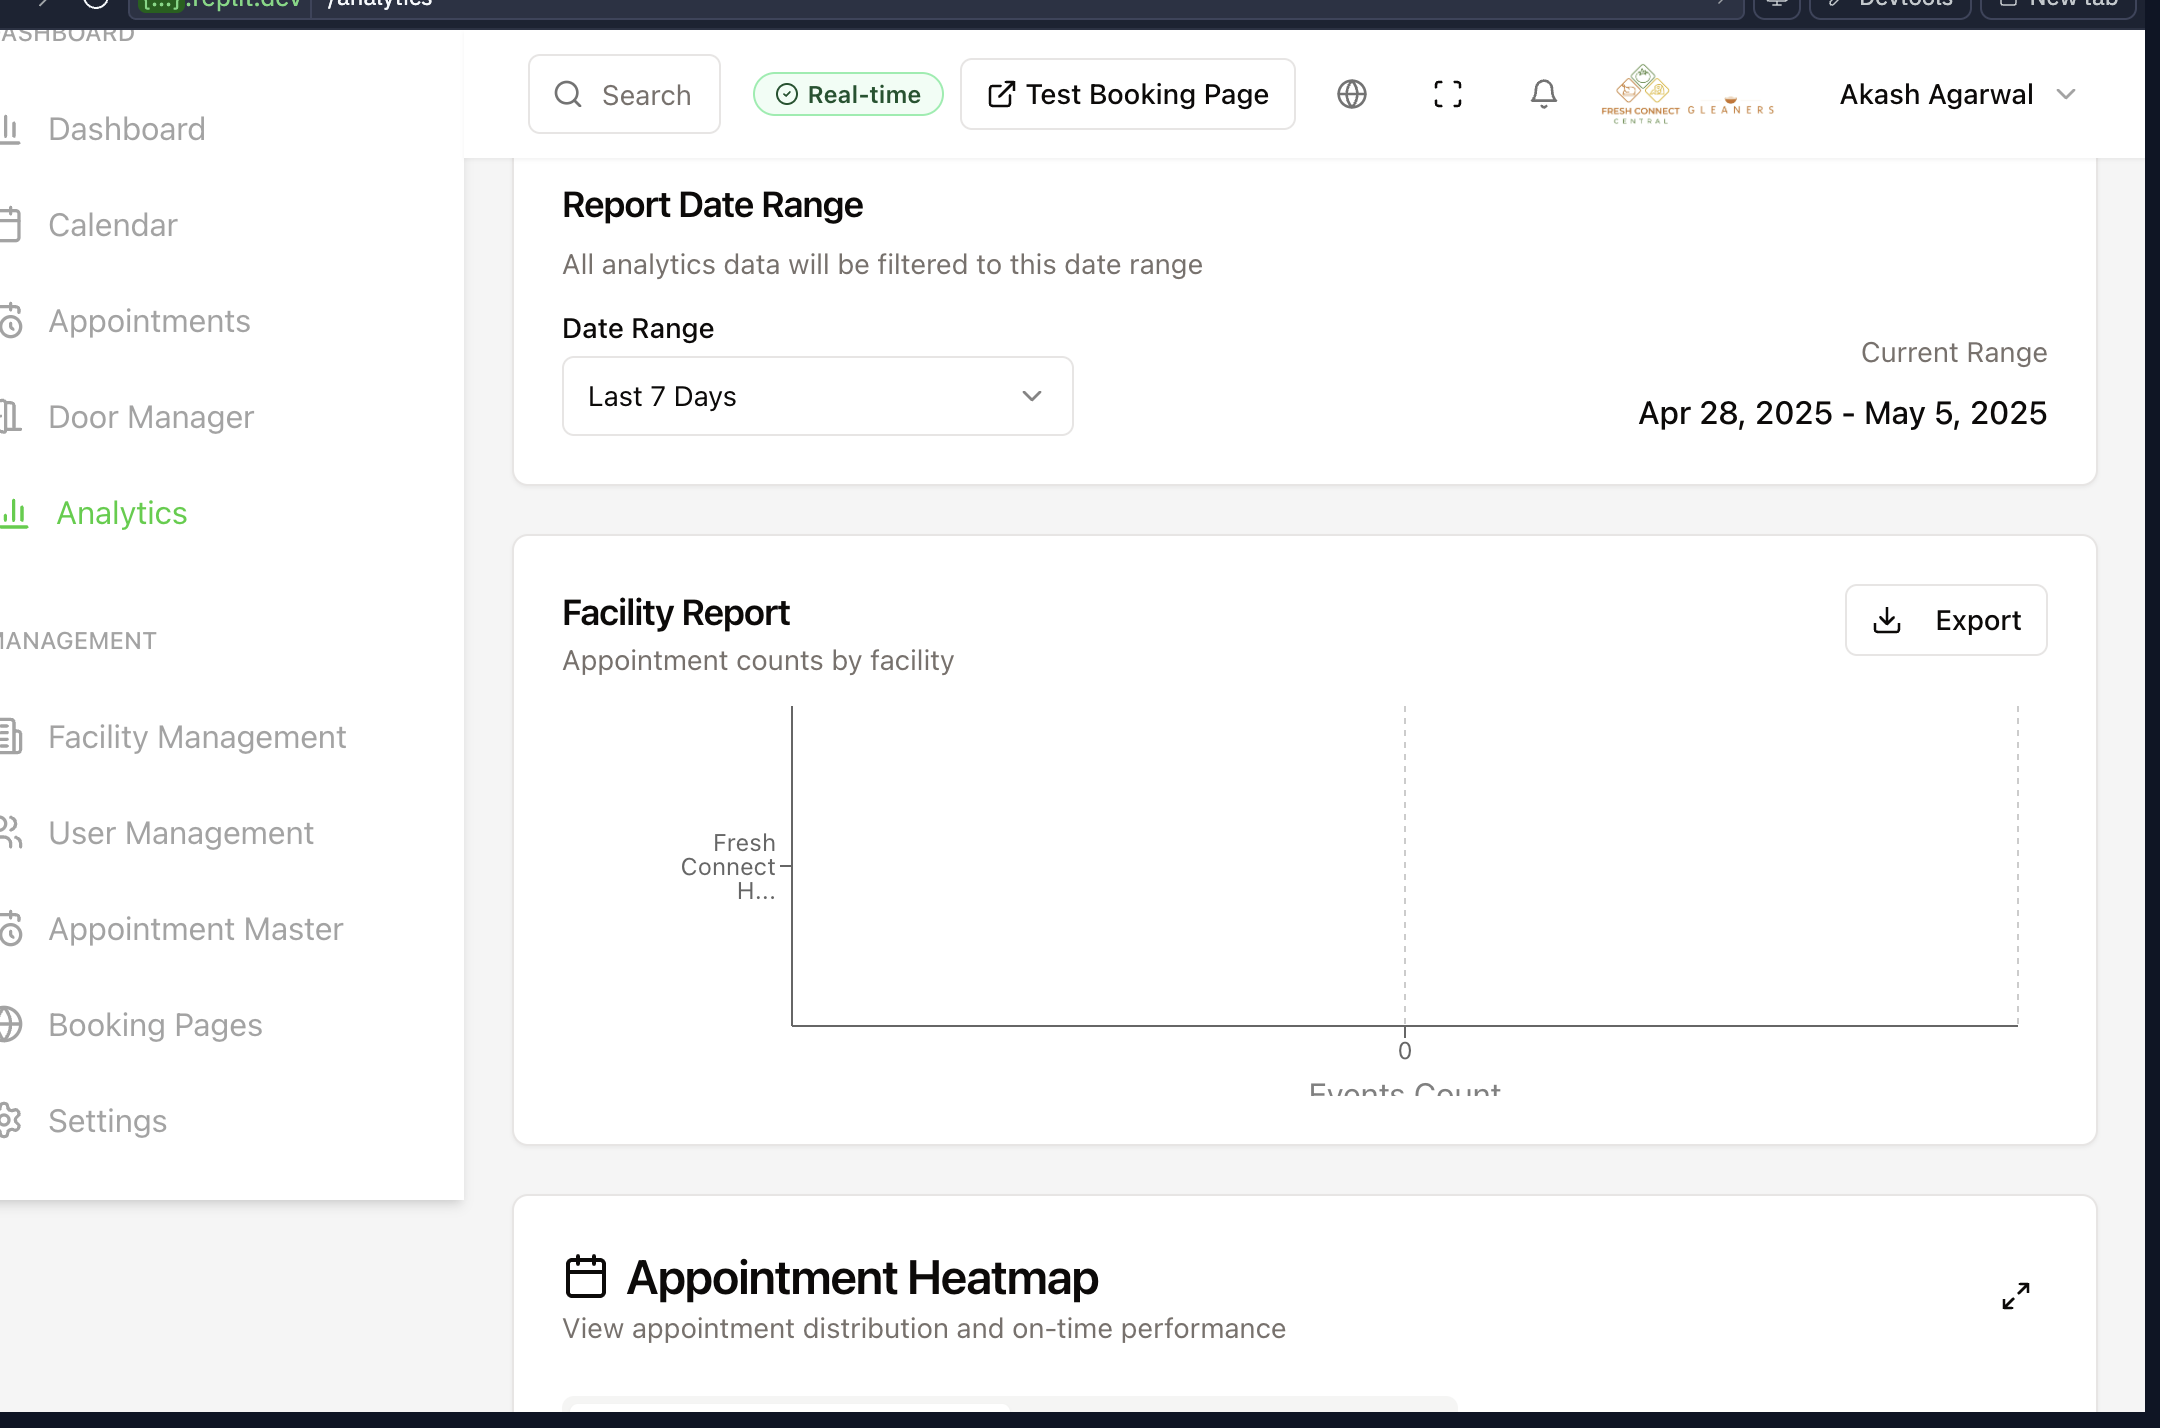 {...}.replit.dev /analytics
Devtools
New tab
DASHBOARD
Dashboard
Calendar
Appointments
Door Manager
Analytics
MANAGEMENT
Facility Management
User Management
Appointment Master
Booking Pages
Settings
Search
Real-time
Test Booking Page
FRESH CONNECT
CENTRAL
GLEANERS
Akash Agarwal
Report Date Range
All analytics data will be filtered to this date range
Date Range
Last 7 Days
Current Range
Apr 28, 2025 - May 5, 2025
Facility Report
Appointment counts by facility
Export
Fresh
Connect
H...
0
Events Count
Appointment Heatmap
View appointment distribution and on-time performance